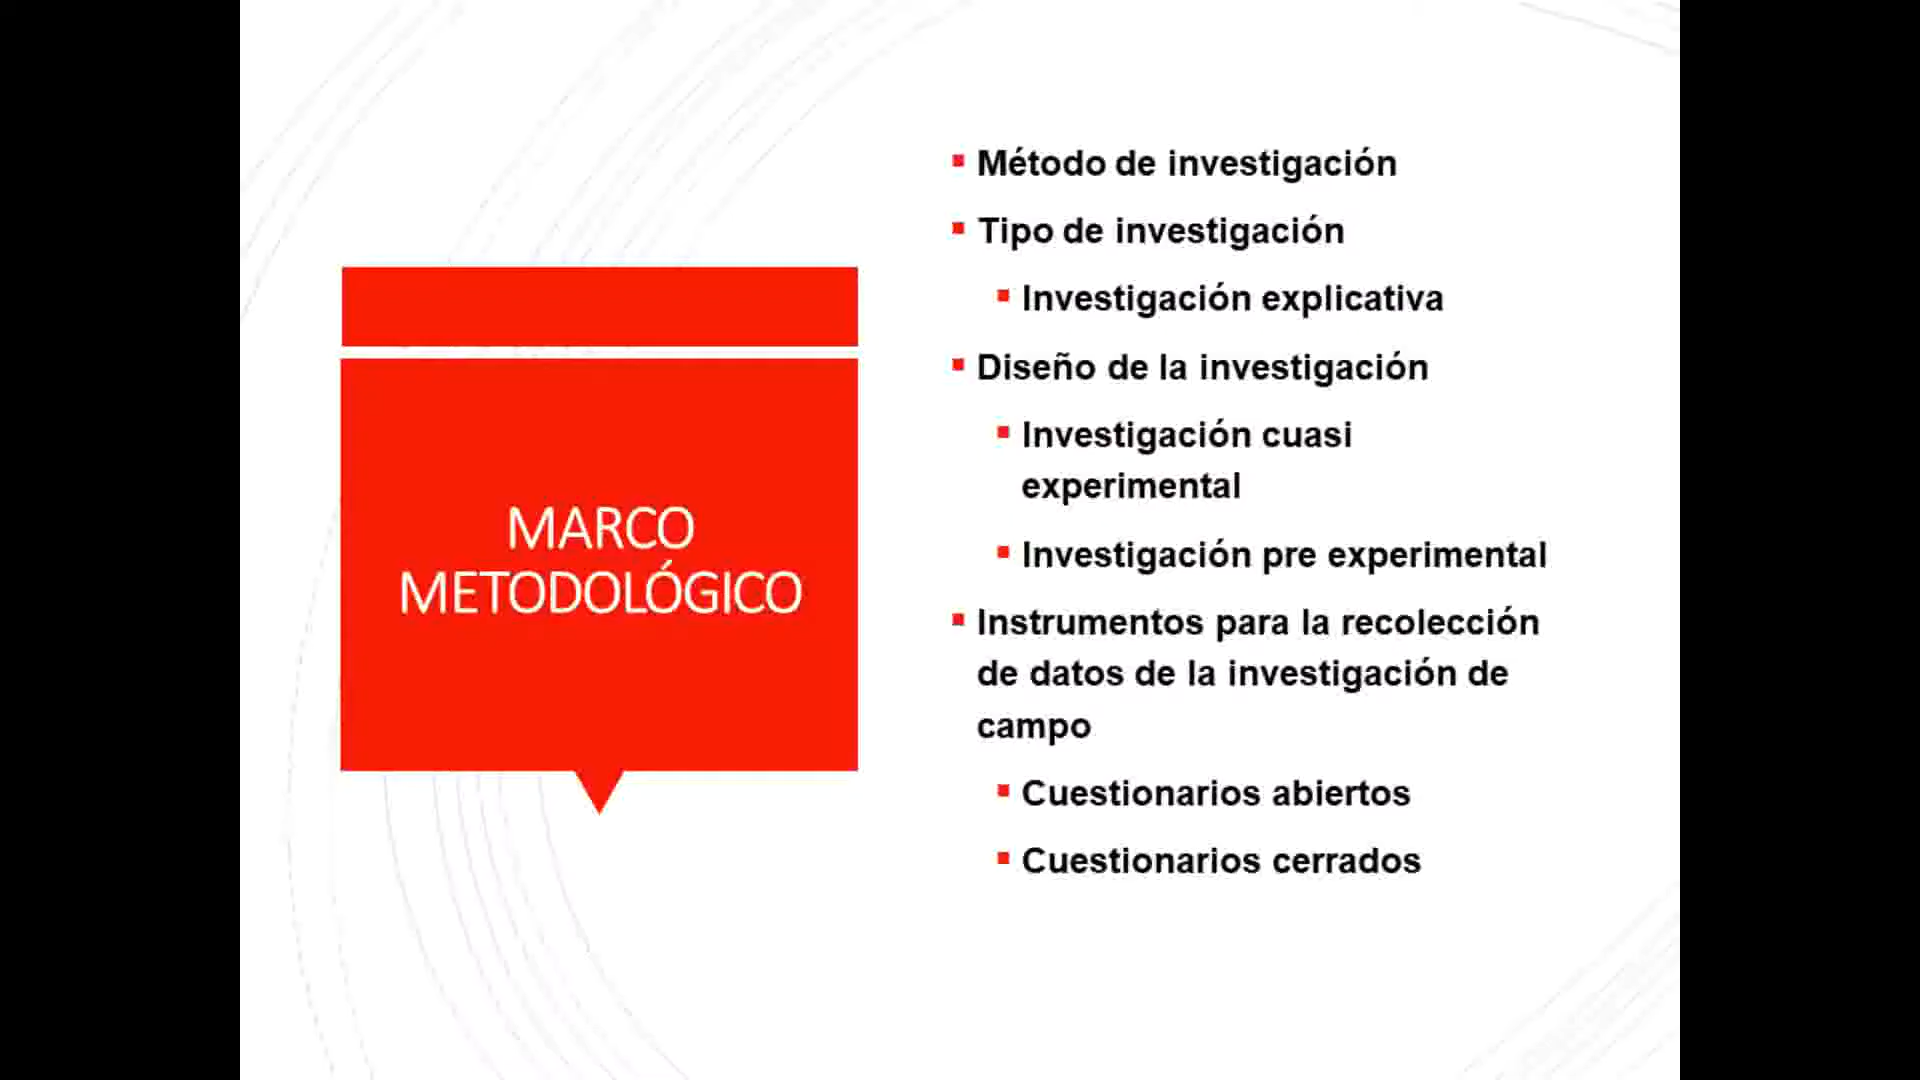 MARCO
METODOLÓGICO
Método de investigación
Tipo de investigación
Investigación explicativa
Diseño de la investigación
Investigación cuasi
experimental
Investigación pre experimental
Instrumentos para la recolección
de datos de la investigación de
campo
Cuestionarios abiertos
Cuestionarios cerrados